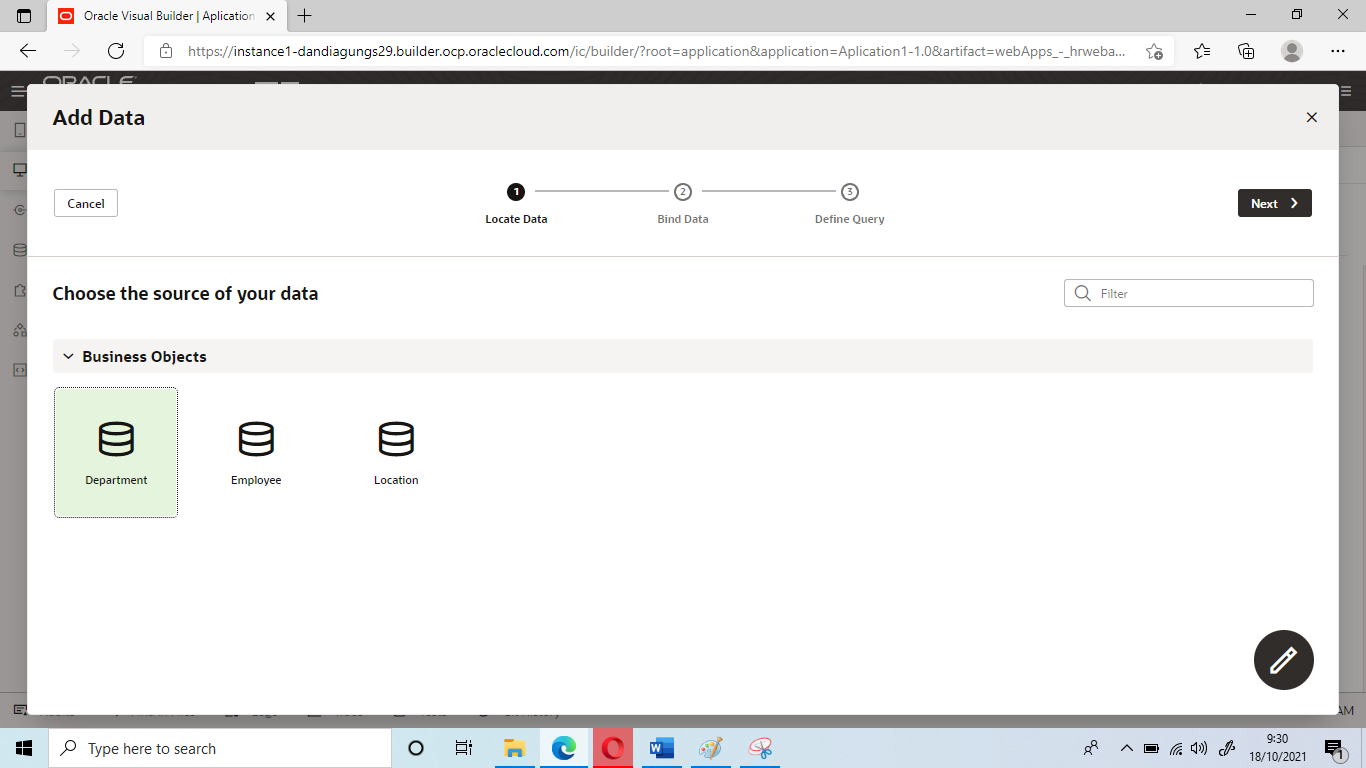 Oracle Visual Builder | Aplication
https://instance1-dandiagungs29.builder.ocp.oraclecloud.com/ic/builder/?root=application&application=Aplication1-1.0&artifact=webApps_-_hrweba...
ORACLE
Add Data
Cancel
1 2 3
Locate Data Bind Data Define Query
Next
Choose the source of your data
Filter
Business Objects
Department Employee Location
AM
Type here to search
9:30
18/10/2021
1